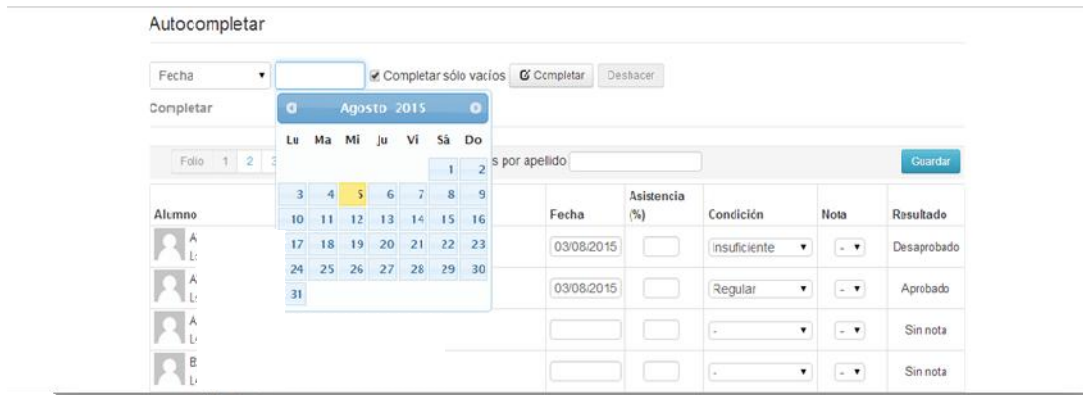 Autocompletar
Fecha Completar sólo vacíos Completar Deshacer
Completar
Agosto 2015
Lu Ma Mi Ju Vi Sá Do
1 2
3 4 5 6 7 8 9
10 11 12 13 14 15 16
17 18 19 20 21 22 23
24 25 26 27 28 29 30
31
Folio 1 2 3 s por apellido Guardar
Alumno Fecha Asistencia (%) Condición Nota Resultado
A 03/08/2015 Insuficiente - Desaprobado
A 03/08/2015 Regular - Aprobado
A - - Sin nota
B - - Sin nota